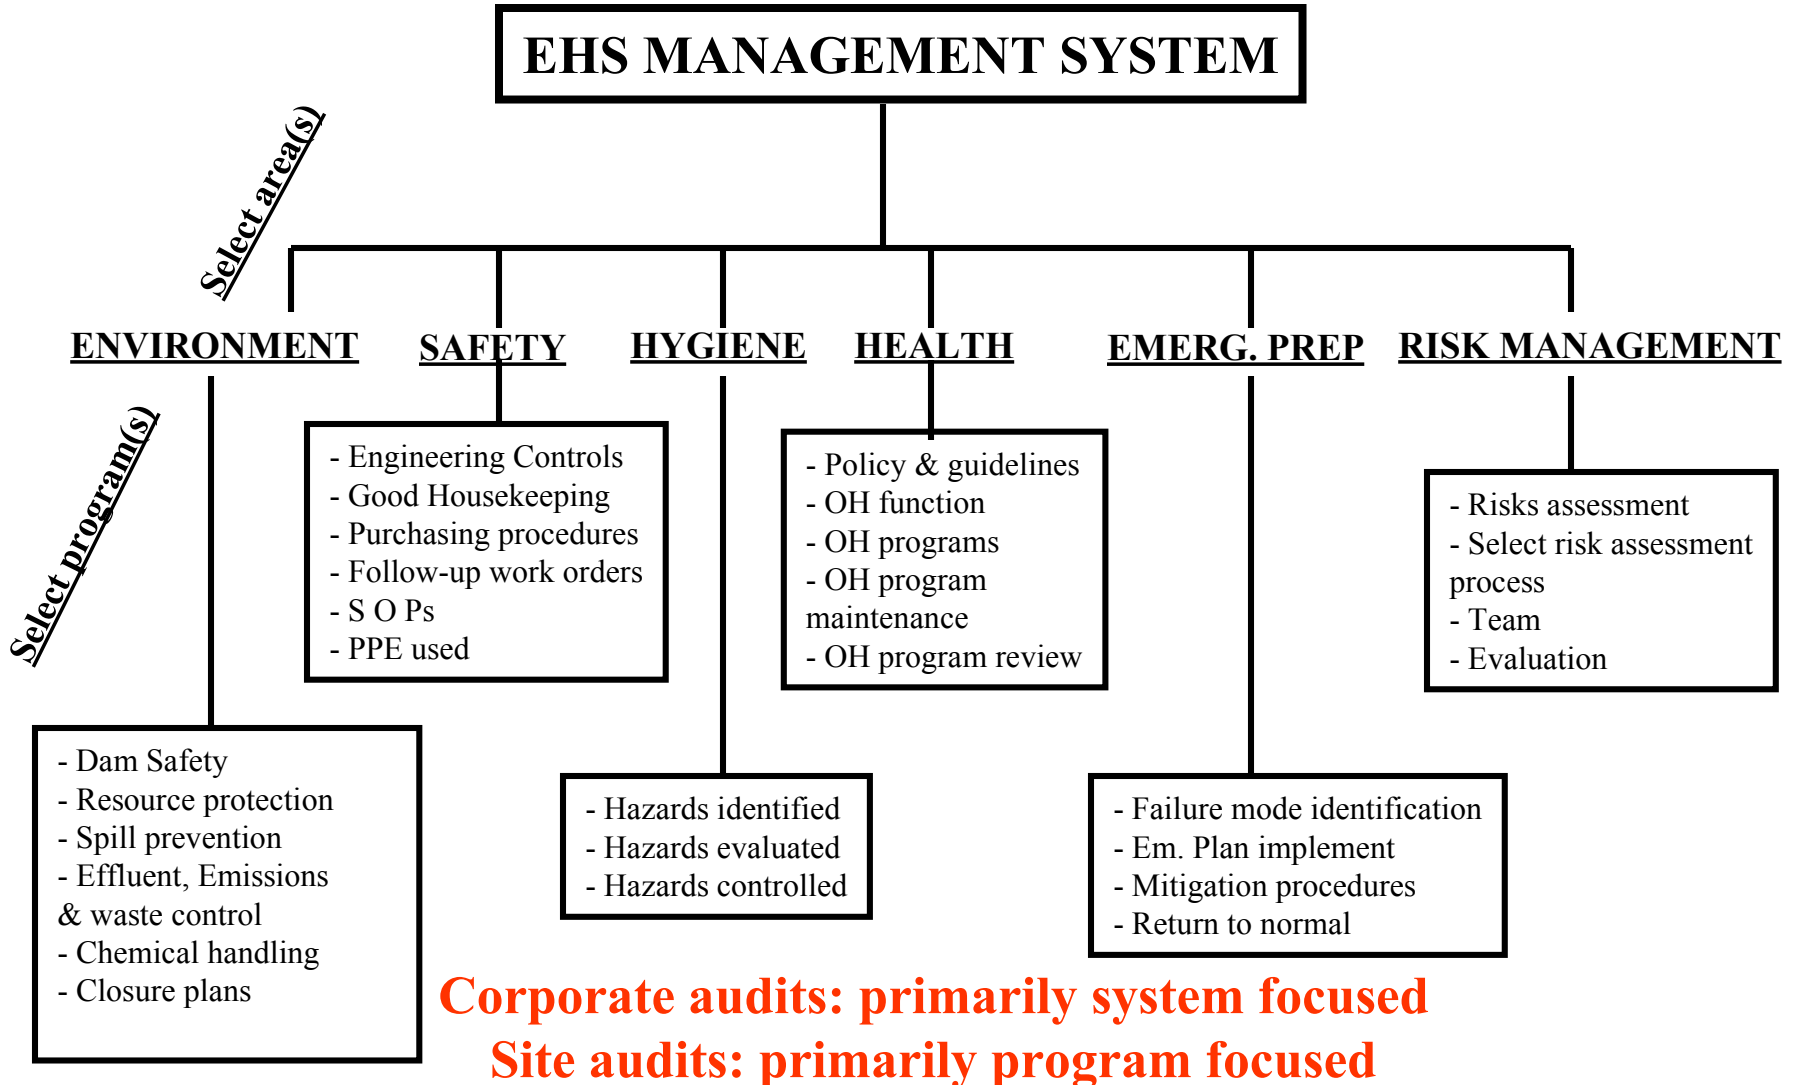 EHS MANAGEMENT SYSTEM
Select area(s)
ENVIRONMENT
SAFETY
HYGIENE
HEALTH
EMERG. PREP
RISK MANAGEMENT
Select program(s)
- Engineering Controls
- Good Housekeeping
- Purchasing procedures
- Follow-up work orders
- S O Ps
- PPE used
- Policy & guidelines
- OH function
- OH programs
- OH program
maintenance
- OH program review
- Risks assessment
- Select risk assessment
process
- Team
- Evaluation
- Dam Safety
- Resource protection
- Spill prevention
- Effluent, Emissions
& waste control
- Chemical handling
- Closure plans
- Hazards identified
- Hazards evaluated
- Hazards controlled
- Failure mode identification
- Em. Plan implement
- Mitigation procedures
- Return to normal
Corporate audits: primarily system focused
Site audits: primarily program focused